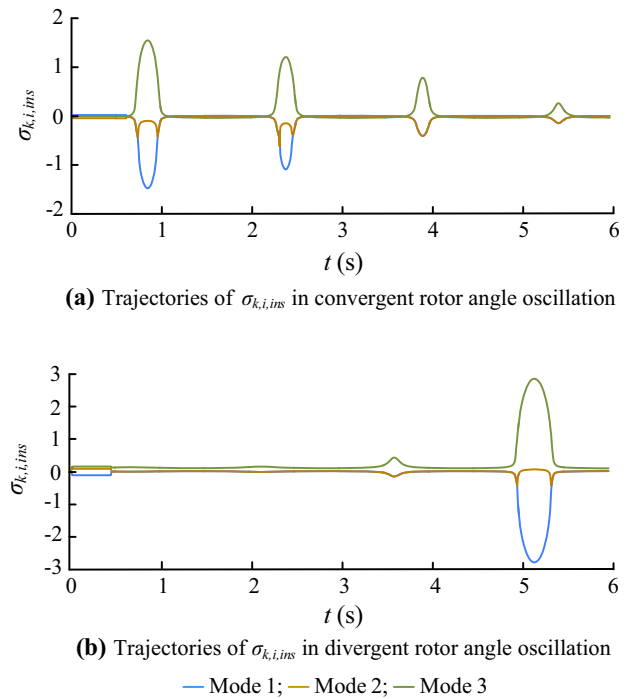 2
1
0
-1
2
σk,i,ins
0 1 2 3 4 5 6
t (s)
(a) Trajectories of σk,i,ins in convergent rotor angle oscillation
3
2
1
0
-1
-2
-3
σk,i,ins
0 1 2 3 4 5 6
t (s)
(b) Trajectories of σk,i,ins in divergent rotor angle oscillation
Mode 1; Mode 2; Mode 3